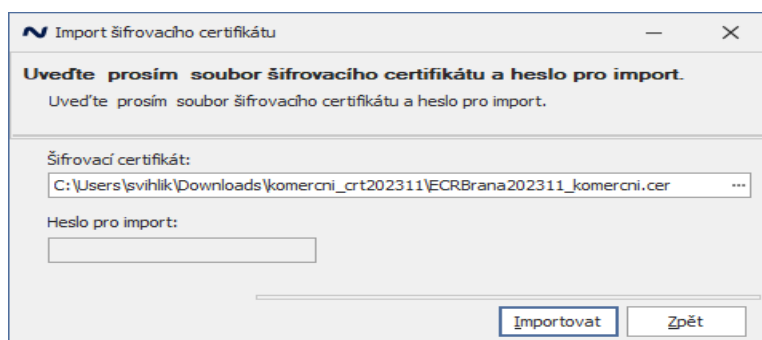 Import šifrovacího certifikátu
Uveďte prosím soubor šifrovacího certifikátu a heslo pro import.
Uveďte prosím soubor šifrovacího certifikátu a heslo pro import.
Šifrovací certifikát:
C:\Users\svihlik\Downloads\komercni_crt202311\ECRBrana202311_komercni.cer ...
Heslo pro import:
Importovat Zpět